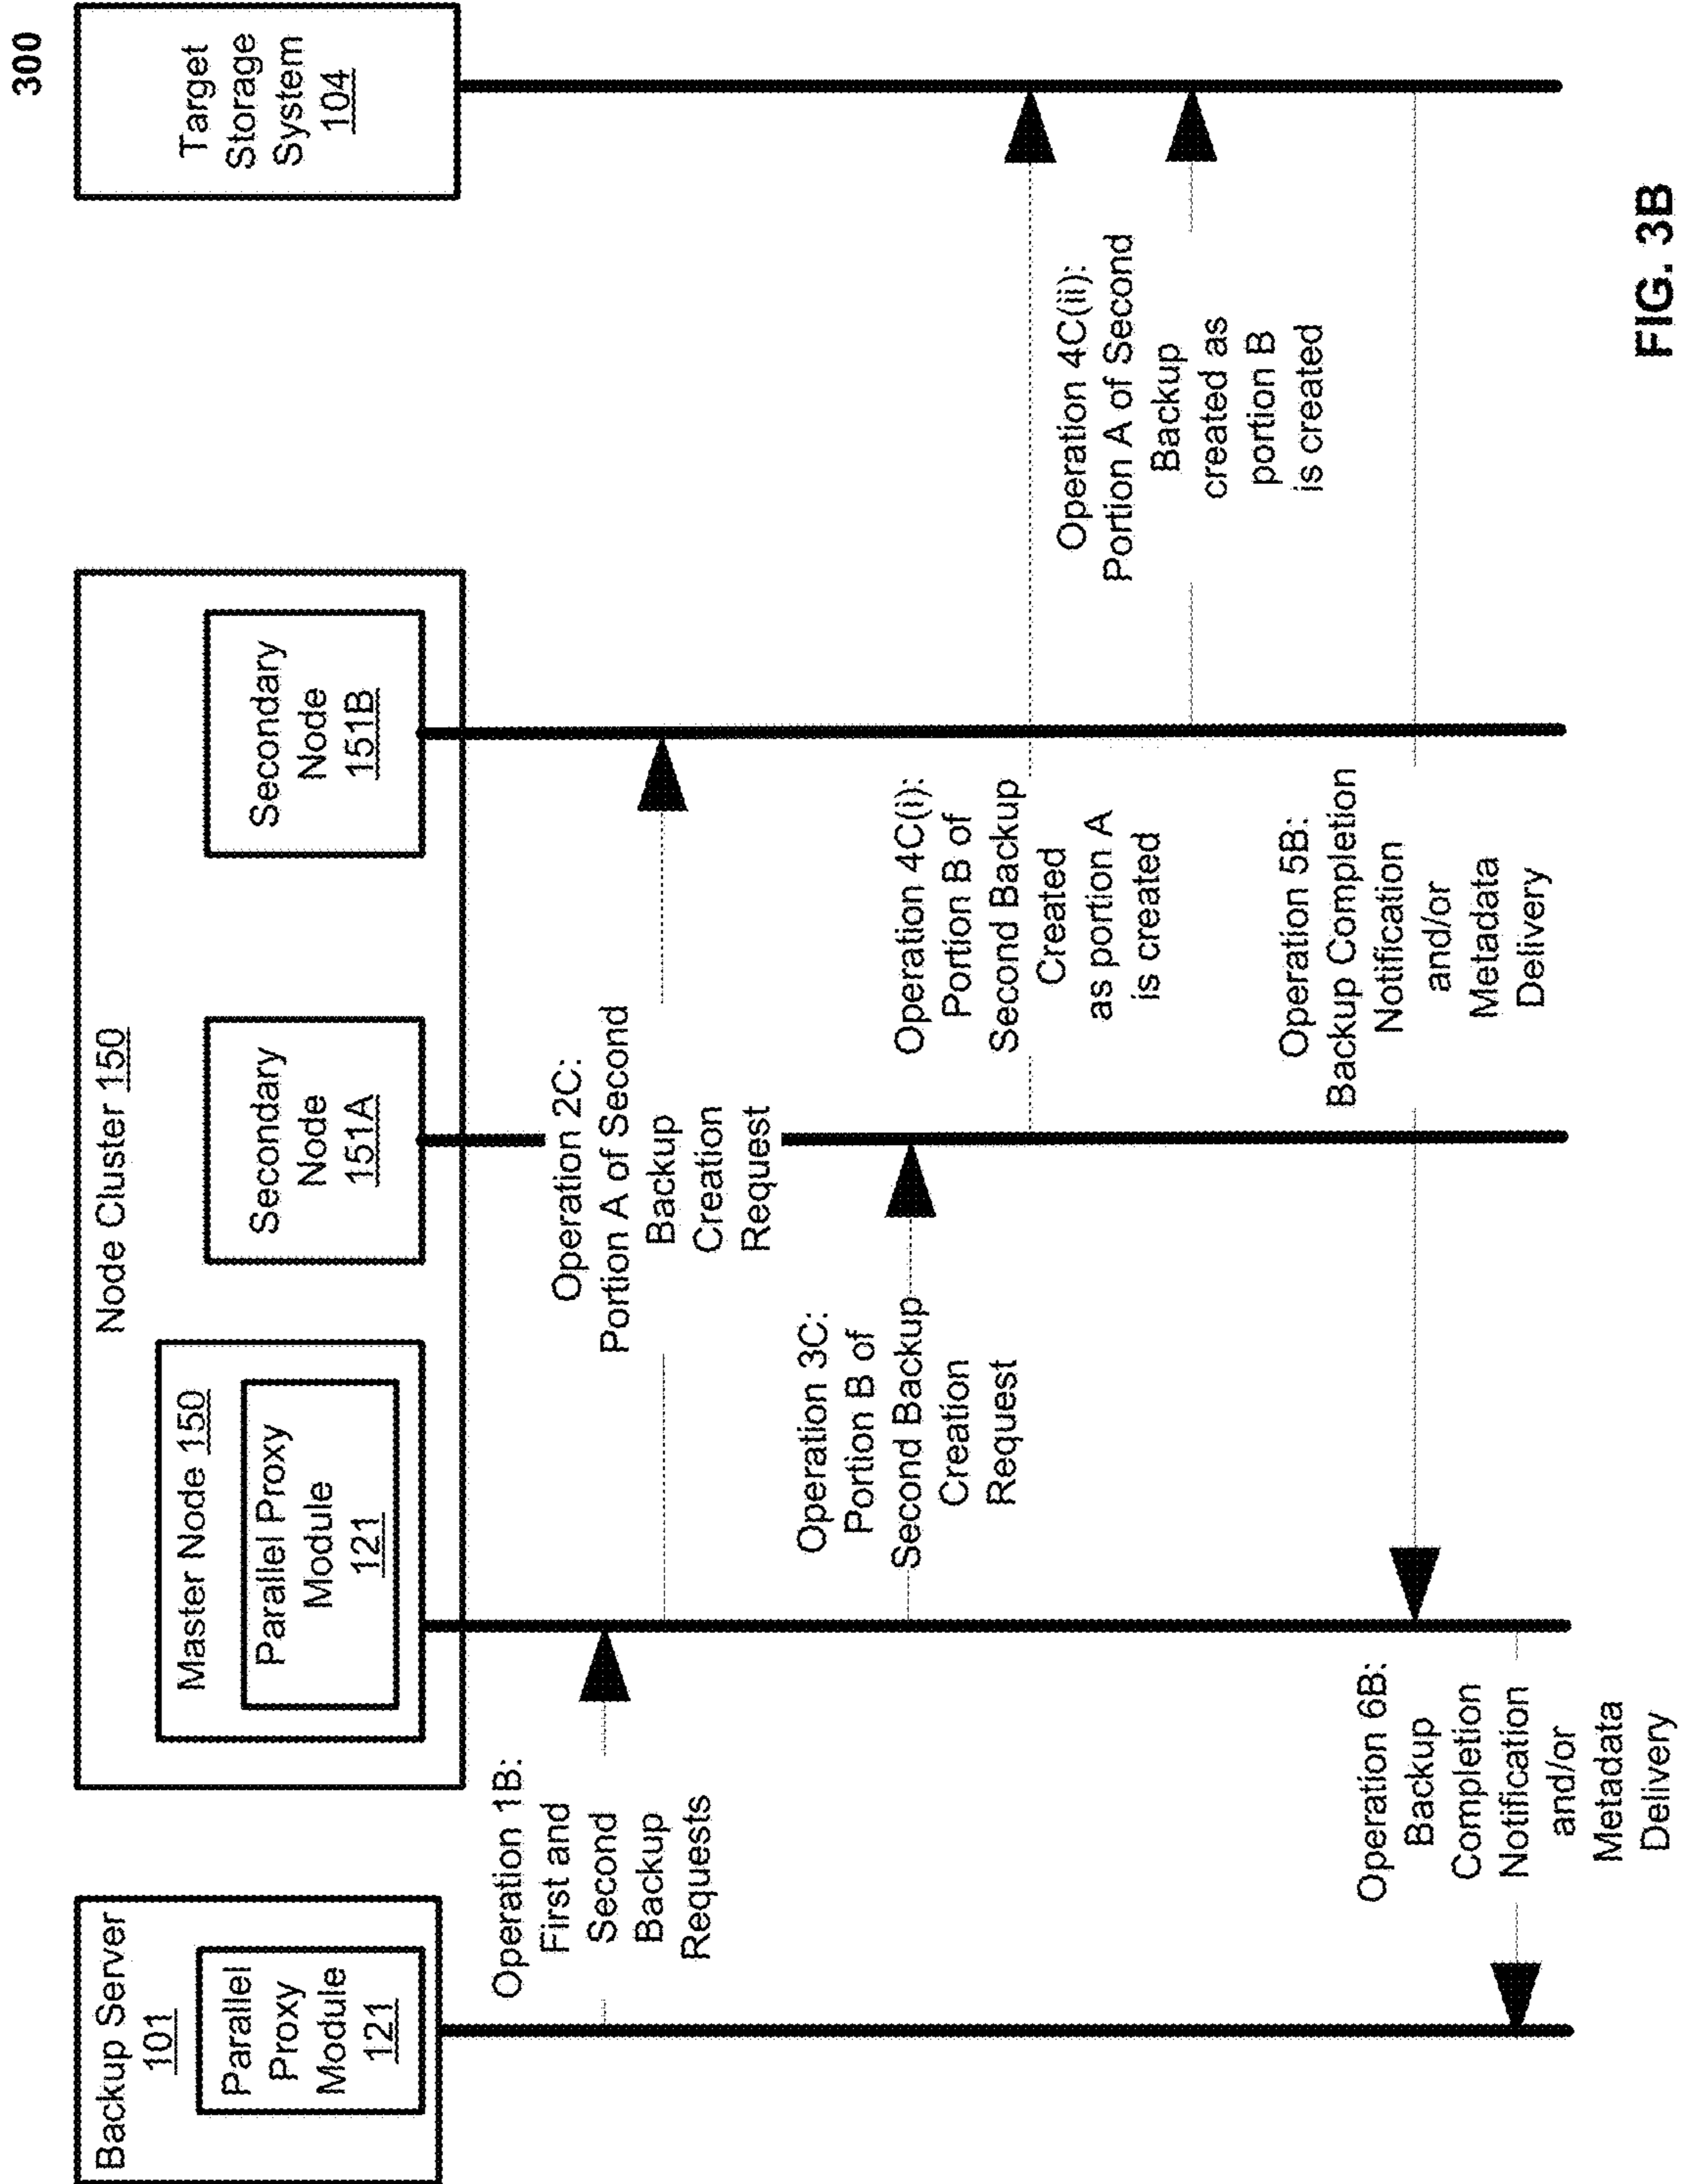 300
Backup Server
101
Parallel
Proxy
Module
121
Node Cluster 150
Master Node 150
Parallel Proxy
Module
121
Secondary
Node
151A
Secondary
Node
151B
Target
Storage
System
104
Operation 1B:
First and
Second
Backup
Requests
Operation 2C:
Portion A of Second
Backup
Creation
Request
Operation 3C:
Portion B of
Second Backup
Creation
Request
Operation 4C(i):
Portion B of
Second Backup
Created
as portion A
is created
Operation 4C(ii):
Portion A of Second
Backup
created as
portion B
is created
Operation 5B:
Backup Completion
Notification
and/or
Metadata
Delivery
Operation 6B:
Backup
Completion
Notification
and/or
Metadata
Delivery
FIG. 3B